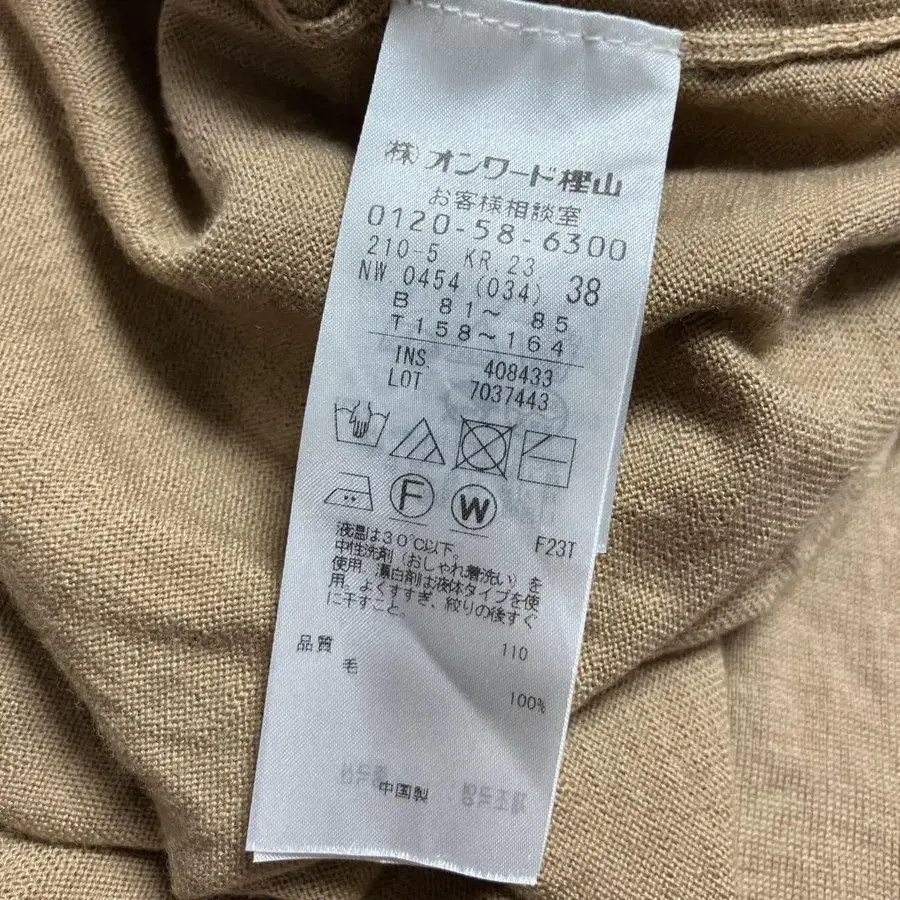 ㈱ オンワード樫山
お客様相談室
0120-58-6300
210-5 KR.23
NW 0454 (034) 38
B 81～ 85
T158～164
INS. 408433
LOT 7037443
F W F23T
液温は30℃以下。
中性洗剤（おしゃれ着洗い）を
使用。漂白剤は液体タイプを使
用。よくすすぎ、絞りの後すぐ
に干すこと。
品質 110
毛 100%
中国製